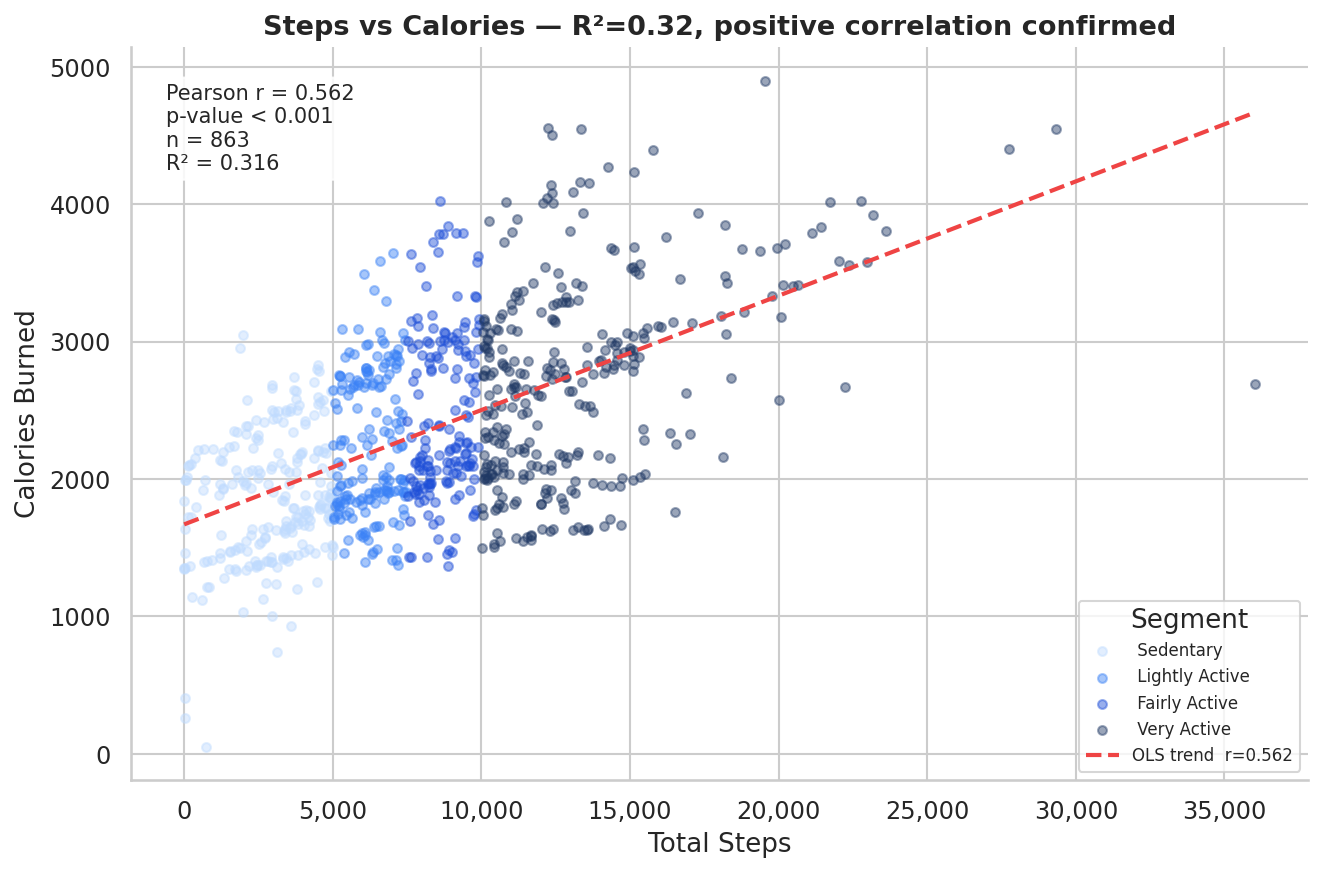 Steps vs Calories — R²=0.32, positive correlation confirmed
Pearson r = 0.562
p-value < 0.001
n = 863
R² = 0.316
Calories Burned
5000
4000
3000
2000
1000
0
Segment
Sedentary
Lightly Active
Fairly Active
Very Active
OLS trend r=0.562
0 5,000 10,000 15,000 20,000 25,000 30,000 35,000
Total Steps